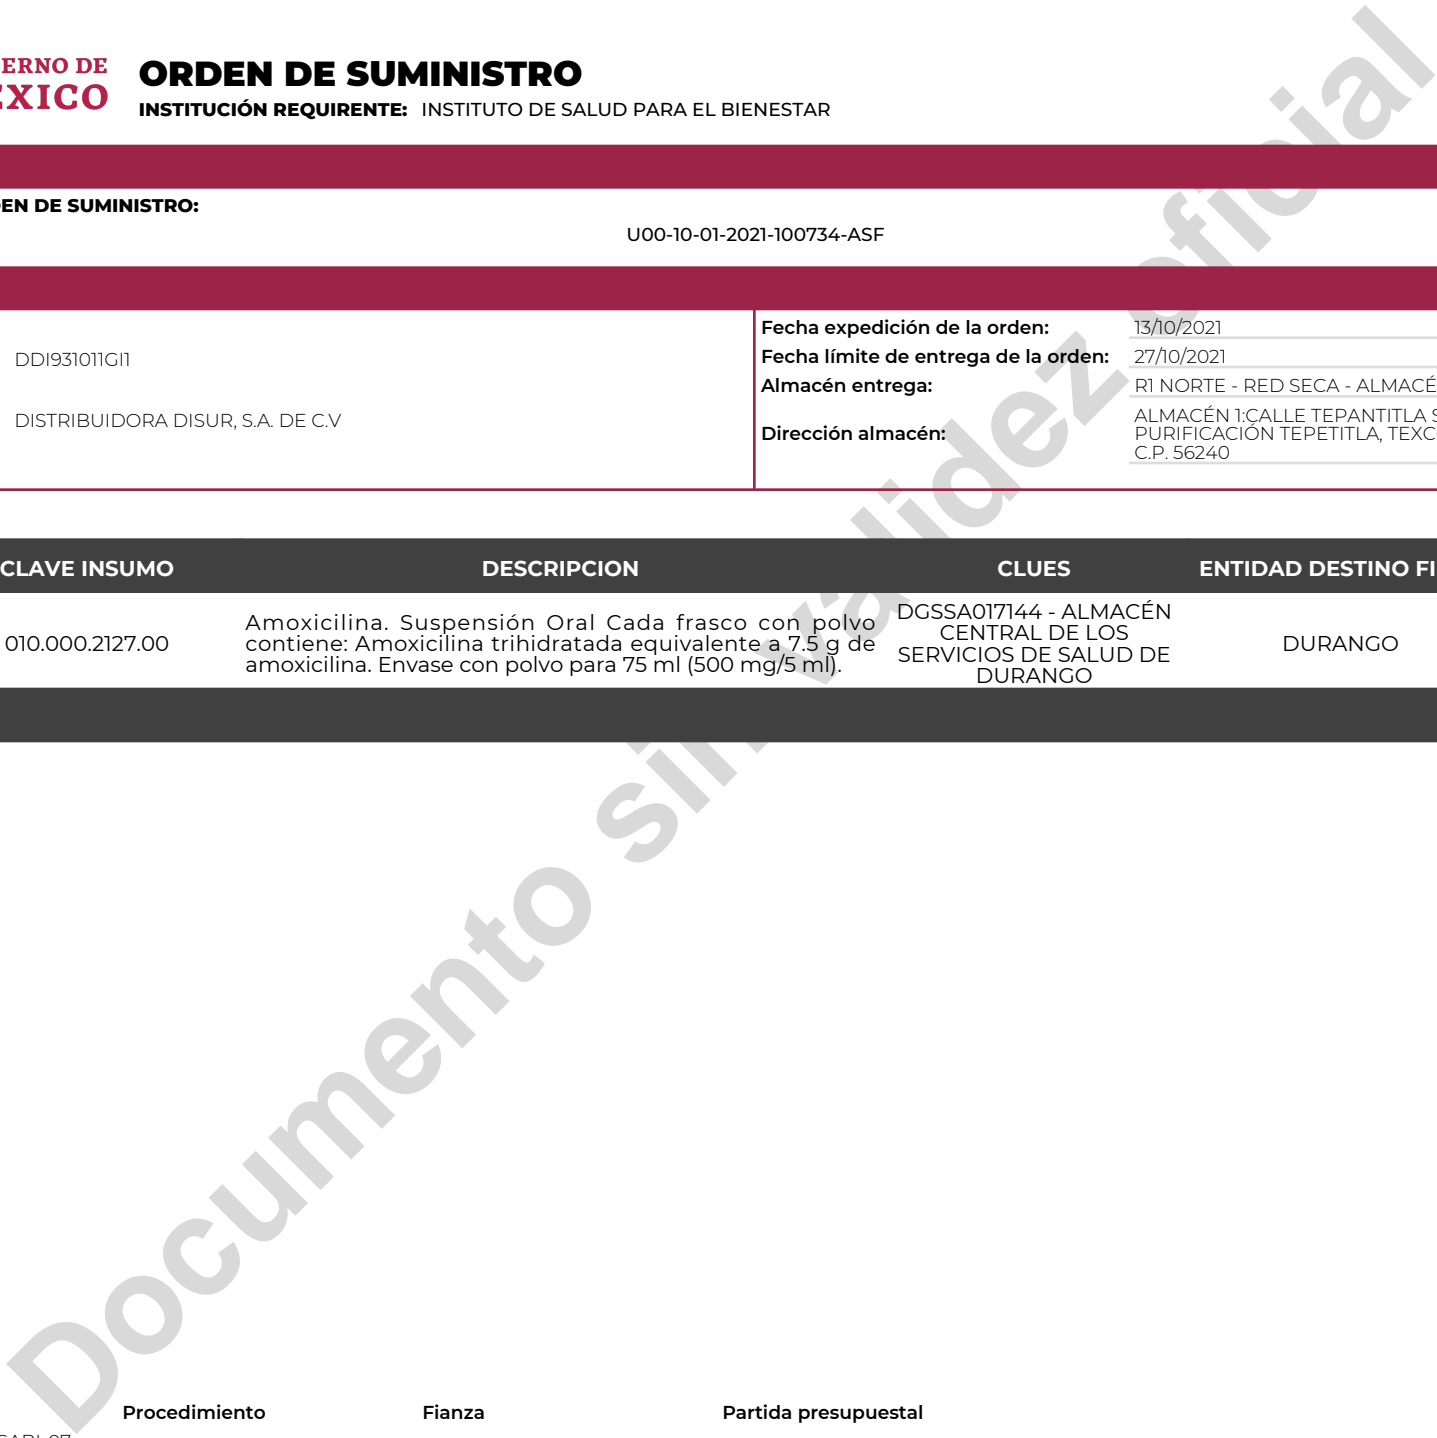 ERNO DE
EXICO
ORDEN DE SUMINISTRO
INSTITUCIÓN REQUIRENTE: INSTITUTO DE SALUD PARA EL BIENESTAR
EN DE SUMINISTRO:
U00-10-01-2021-100734-ASF
DDI931011GI1
DISTRIBUIDORA DISUR, S.A. DE C.V
Fecha expedición de la orden: 13/10/2021
Fecha límite de entrega de la orden: 27/10/2021
Almacén entrega: R1 NORTE - RED SECA - ALMACÉ
Dirección almacén:
ALMACÉN 1:CALLE TEPANTITLA S
PURIFICACIÓN TEPETITLA, TEXC
C.P. 56240
CLAVE INSUMO DESCRIPCION CLUES ENTIDAD DESTINO FI
010.000.2127.00
Amoxicilina. Suspensión Oral Cada frasco con polvo
contiene: Amoxicilina trihidratada equivalente a 7.5 g de
amoxicilina. Envase con polvo para 75 ml (500 mg/5 ml).
DGSSA017144 - ALMACÉN
CENTRAL DE LOS
SERVICIOS DE SALUD DE
DURANGO
DURANGO
Documento sin validez oficial
Procedimiento Fianza Partida presupuestal